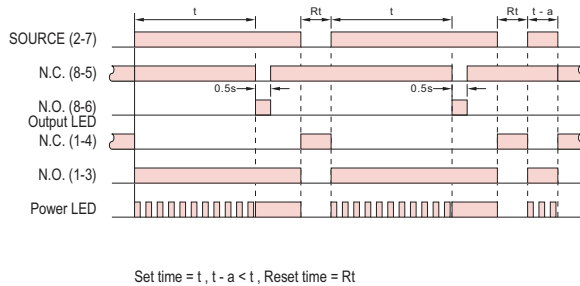 t Rt t Rt t - a
SOURCE (2-7)
N.C. (8-5)
0.5s 0.5s
N.O. (8-6)
Output LED
N.C. (1-4)
N.O. (1-3)
Power LED
Set time = t , t - a < t , Reset time = Rt